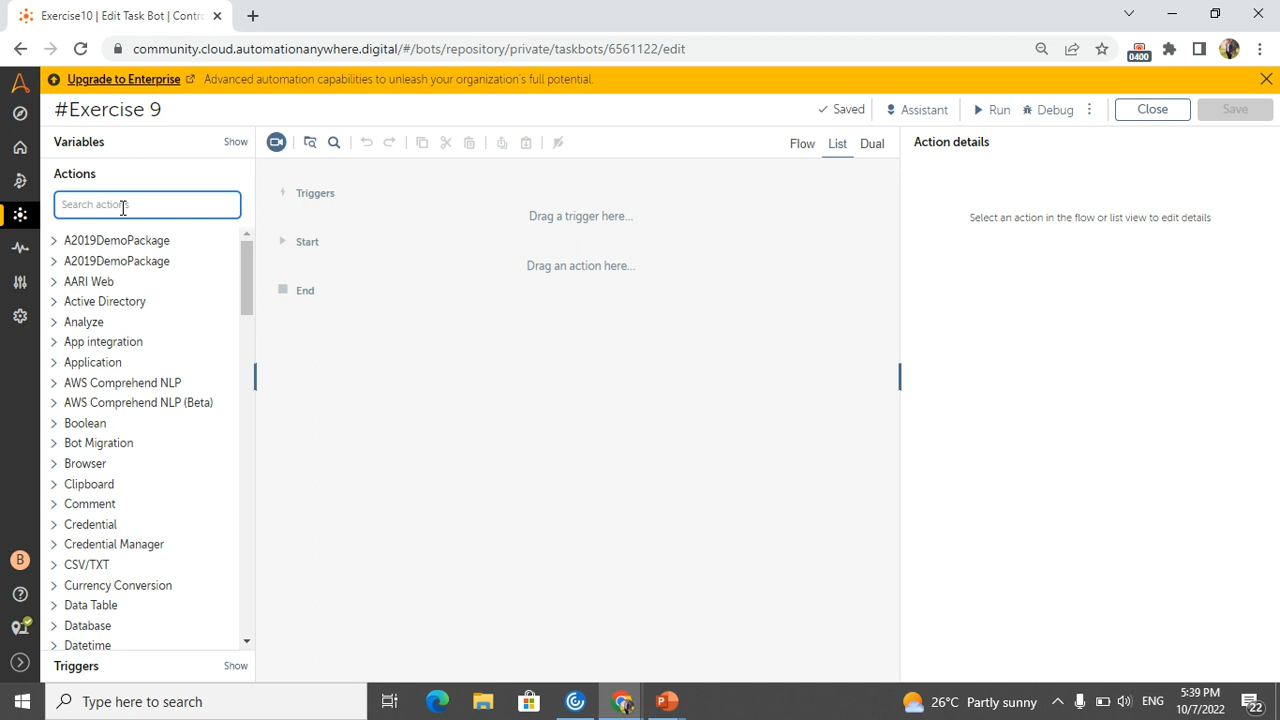 Exercise10 | Edit Task Bot | Contr
community.cloud.automationanywhere.digital/#/bots/repository/private/taskbots/6561122/edit
0400
Upgrade to Enterprise Advanced automation capabilities to unleash your organization's full potential.
#Exercise 9
Saved
Assistant
Run
Debug
Close
Save
Variables
Show
Flow
List
Dual
Action details
Actions
Search actions
Triggers
Drag a trigger here...
Select an action in the flow or list view to edit details
Start
Drag an action here...
End
A2019DemoPackage
A2019DemoPackage
AARI Web
Active Directory
Analyze
App integration
Application
AWS Comprehend NLP
AWS Comprehend NLP (Beta)
Boolean
Bot Migration
Browser
Clipboard
Comment
Credential
Credential Manager
CSV/TXT
Currency Conversion
Data Table
Database
Datetime
B
Triggers
Show
Type here to search
26°C Partly sunny
ENG
5:39 PM
10/7/2022
22